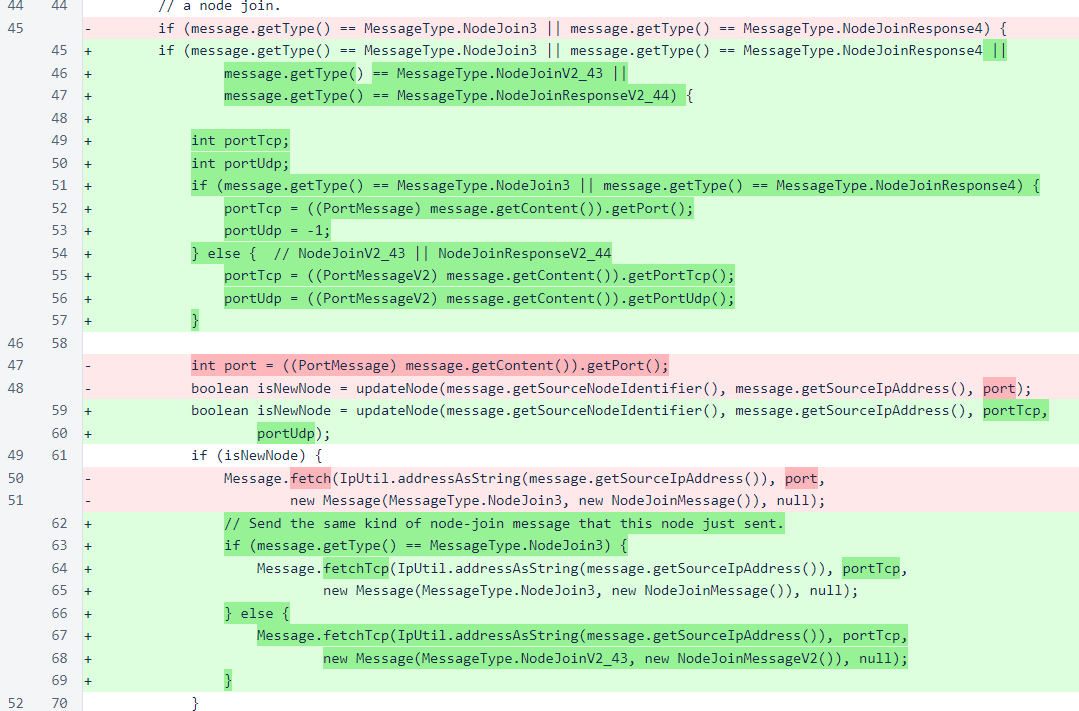 44 44 // a node join.
45 - if (message.getType() == MessageType.NodeJoin3 || message.getType() == MessageType.NodeJoinResponse4) {
45 + if (message.getType() == MessageType.NodeJoin3 || message.getType() == MessageType.NodeJoinResponse4 ||
46 + message.getType() == MessageType.NodeJoinV2_43 ||
47 + message.getType() == MessageType.NodeJoinResponseV2_44) {
48 +
49 + int portTcp;
50 + int portUdp;
51 + if (message.getType() == MessageType.NodeJoin3 || message.getType() == MessageType.NodeJoinResponse4) {
52 + portTcp = ((PortMessage) message.getContent()).getPort();
53 + portUdp = -1;
54 + } else { // NodeJoinV2_43 || NodeJoinResponseV2_44
55 + portTcp = ((PortMessageV2) message.getContent()).getPortTcp();
56 + portUdp = ((PortMessageV2) message.getContent()).getPortUdp();
57 + }
46 58
47 - int port = ((PortMessage) message.getContent()).getPort();
48 - boolean isNewNode = updateNode(message.getSourceNodeIdentifier(), message.getSourceIpAddress(), port);
59 + boolean isNewNode = updateNode(message.getSourceNodeIdentifier(), message.getSourceIpAddress(), portTcp,
60 + portUdp);
49 61 if (isNewNode) {
50 - Message.fetch(IpUtil.addressAsString(message.getSourceIpAddress()), port,
51 - new Message(MessageType.NodeJoin3, new NodeJoinMessage()), null);
62 + // Send the same kind of node-join message that this node just sent.
63 + if (message.getType() == MessageType.NodeJoin3) {
64 + Message.fetchTcp(IpUtil.addressAsString(message.getSourceIpAddress()), portTcp,
65 + new Message(MessageType.NodeJoin3, new NodeJoinMessage()), null);
66 + } else {
67 + Message.fetchTcp(IpUtil.addressAsString(message.getSourceIpAddress()), portTcp,
68 + new Message(MessageType.NodeJoinV2_43, new NodeJoinMessageV2()), null);
69 + }
52 70 }